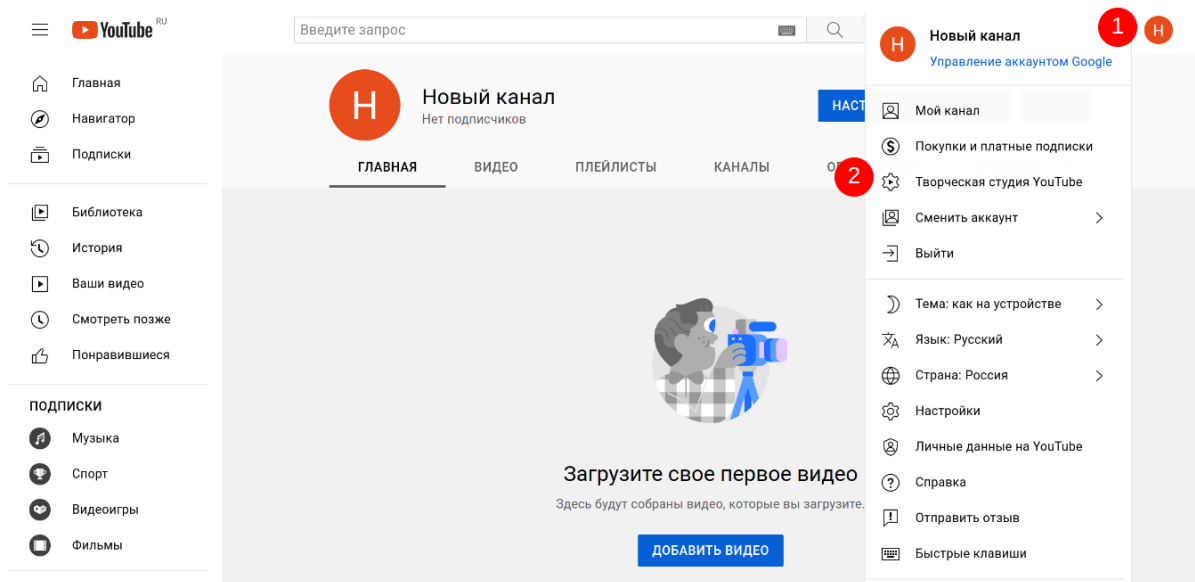 YouTube RU
Введите запрос
1
Н
Главная
Навигатор
Подписки
Библиотека
История
Ваши видео
Смотреть позже
Понравившиеся
ПОДПИСКИ
Музыка
Спорт
Видеоигры
Фильмы
Н
Новый канал
Нет подписчиков
НАСТ
ГЛАВНАЯ
ВИДЕО
ПЛЕЙЛИСТЫ
КАНАЛЫ
Загрузите свое первое видео
Здесь будут собраны видео, которые вы загрузите.
ДОБАВИТЬ ВИДЕО
Н
Новый канал
Управление аккаунтом Google
Мой канал
Покупки и платные подписки
2
Творческая студия YouTube
Сменить аккаунт
Выйти
Тема: как на устройстве
Язык: Русский
Страна: Россия
Настройки
Личные данные на YouTube
Справка
Отправить отзыв
Быстрые клавиши